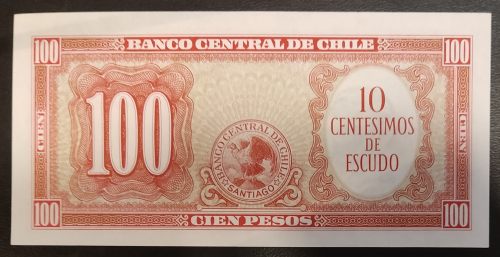 100 BANCO CENTRAL DE CHILE 100
CIEN
100
10
CENTESIMOS
DE
ESCUDO
CIEN
BANCO CENTRAL DE CHILE
SANTIAGO
100 CIEN PESOS 100